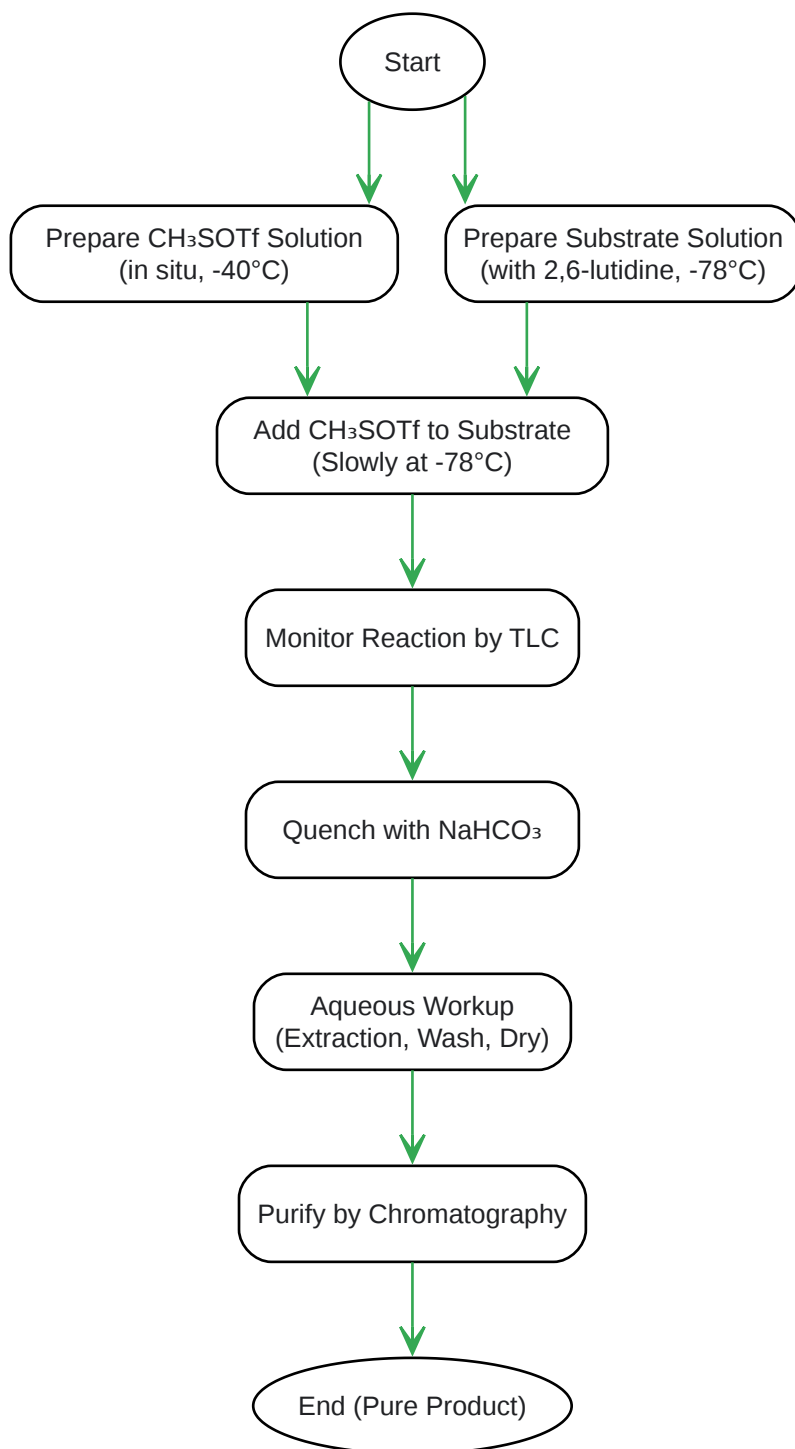 Start
Prepare CH₃SOTf Solution
(in situ, -40°C)
Prepare Substrate Solution
(with 2,6-lutidine, -78°C)
Add CH₃SOTf to Substrate
(Slowly at -78°C)
Monitor Reaction by TLC
Quench with NaHCO₃
Aqueous Workup
(Extraction, Wash, Dry)
Purify by Chromatography
End (Pure Product)